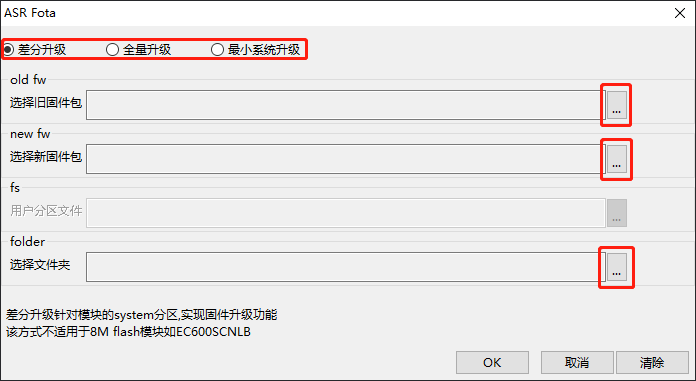 ASR Fota
差分升级 全量升级 最小系统升级
old fw
选择旧固件包 ...
new fw
选择新固件包 ...
fs
用户分区文件 ...
folder
选择文件夹 ...
差分升级针对模块的system分区,实现固件升级功能
该方式不适用于8M flash模块如EC600SCNLB
OK 取消 清除